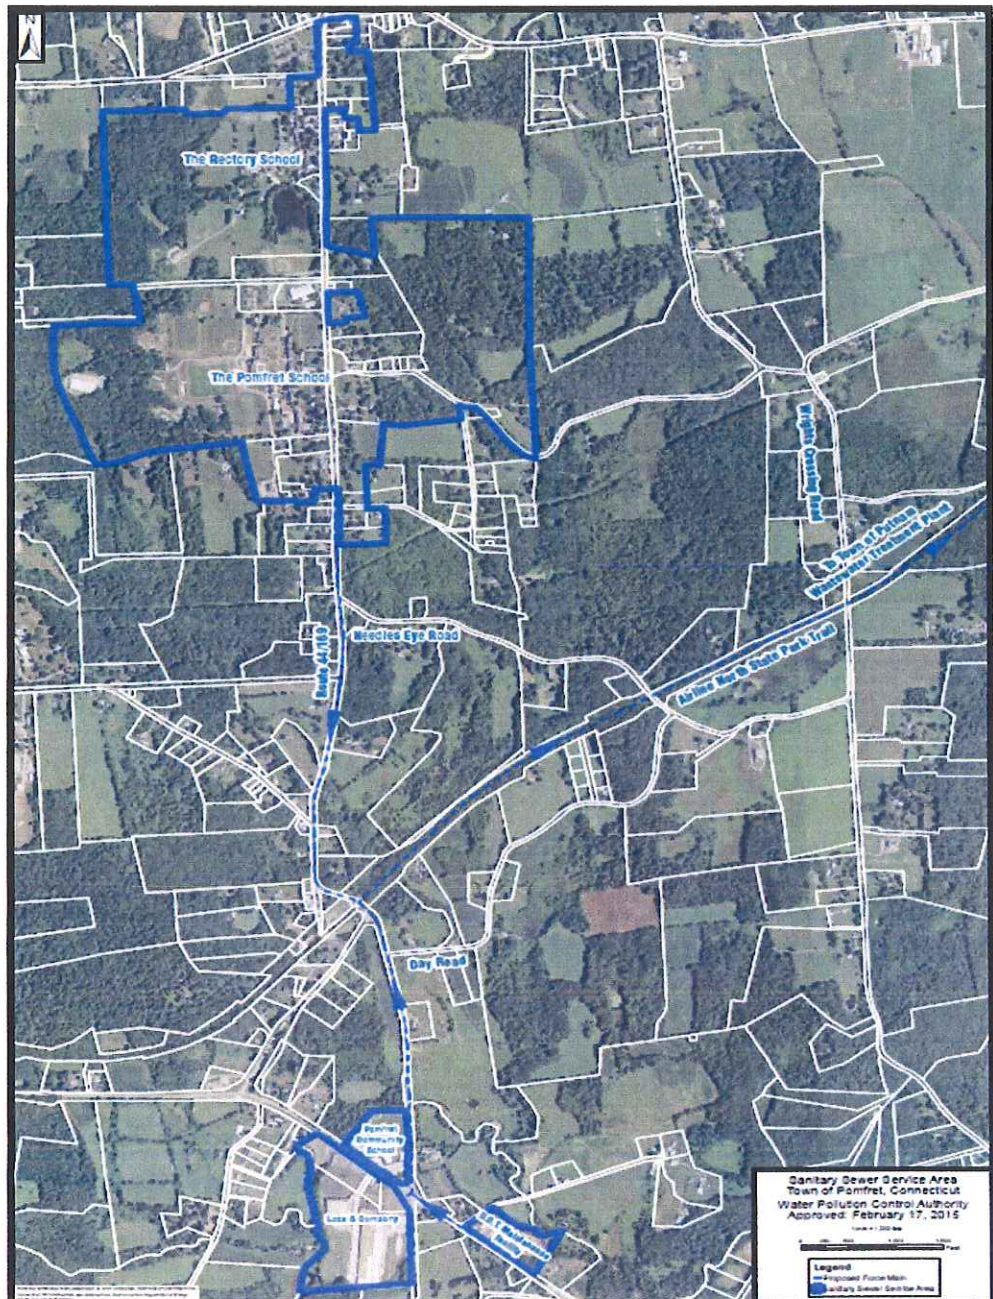 N
The Rectory School
The Pomfret School
Wrights Crossing Road
To Town of Putnam
Wastewater Treatment Plant
Needles Eye Road
Route 44/169
Airline North State Park Trail
Day Road
Pomfret
Community
School
Loos & Company
Sanitary Sewer Service Area
Town of Pomfret, Connecticut
Water Pollution Control Authority
Approved: February 17, 2015
Feet
Legend
Proposed Force Main
Sanitary Sewer Service Area